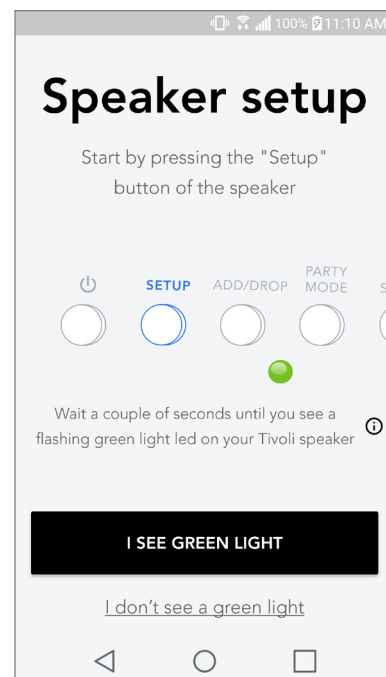 100% 11:10 AM
Speaker setup
Start by pressing the "Setup"
button of the speaker
SETUP
ADD/DROP
PARTY
MODE
S
Wait a couple of seconds until you see a
flashing green light led on your Tivoli speaker
I SEE GREEN LIGHT
I don't see a green light